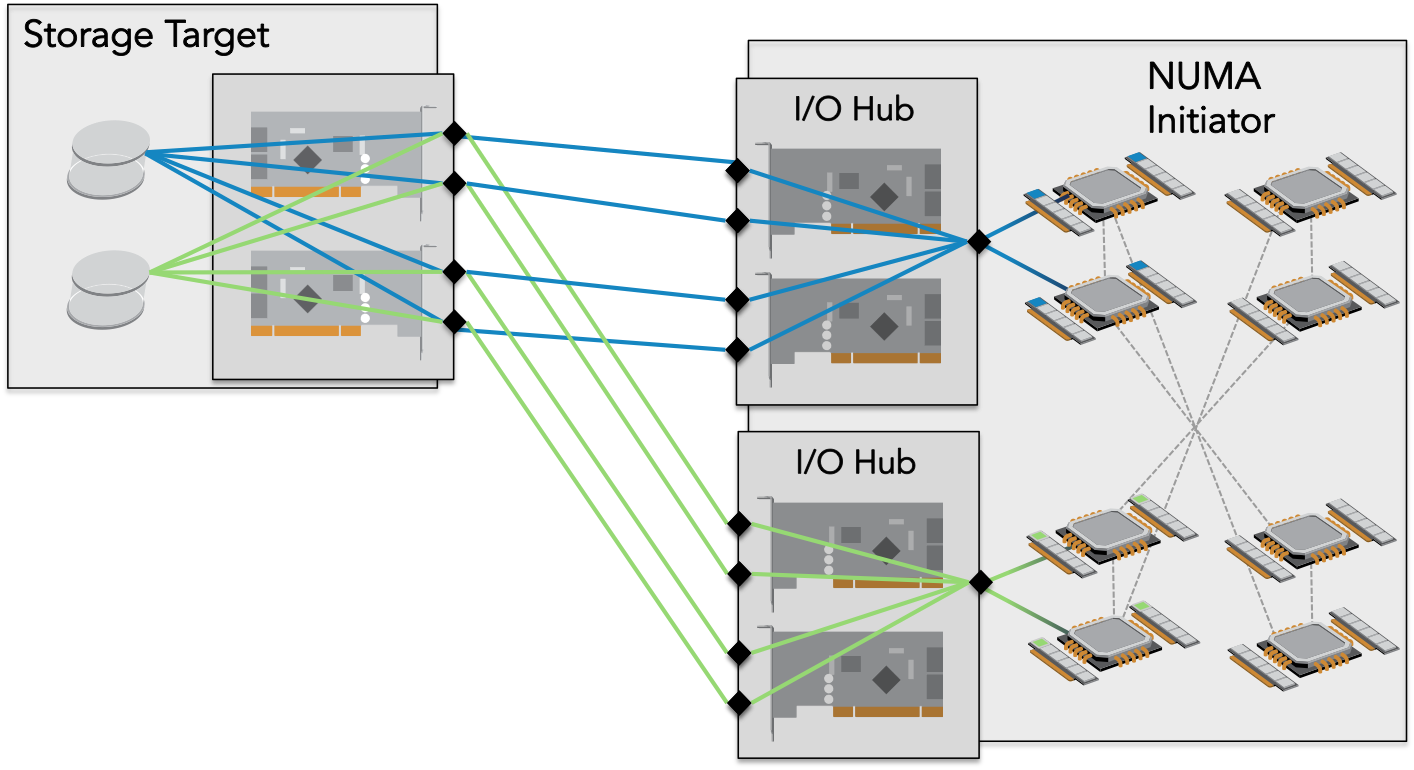 Storage Target
I/O Hub
NUMA
Initiator
I/O Hub